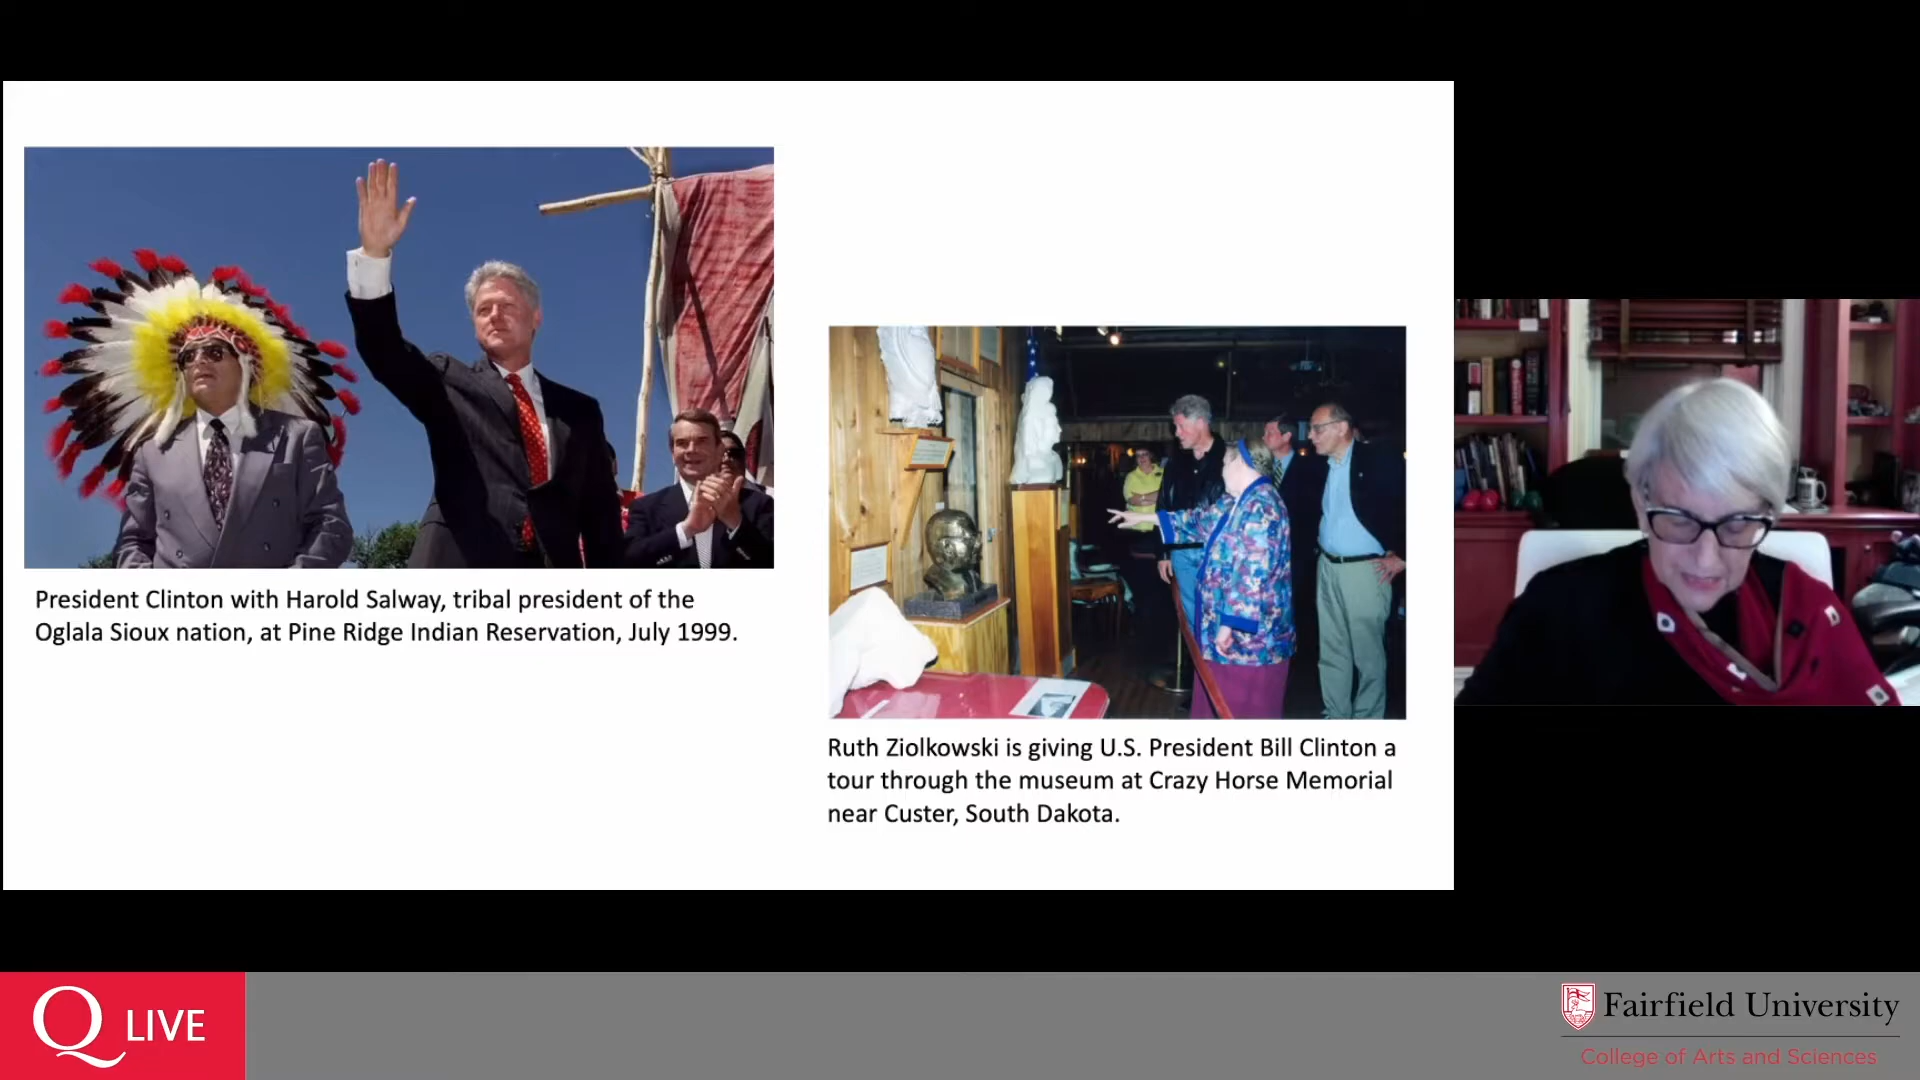 President Clinton with Harold Salway, tribal president of the
Oglala Sioux nation, at Pine Ridge Indian Reservation, July 1999.
Ruth Ziolkowski is giving U.S. President Bill Clinton a
tour through the museum at Crazy Horse Memorial
near Custer, South Dakota.
Q LIVE
Fairfield University
College of Arts and Sciences